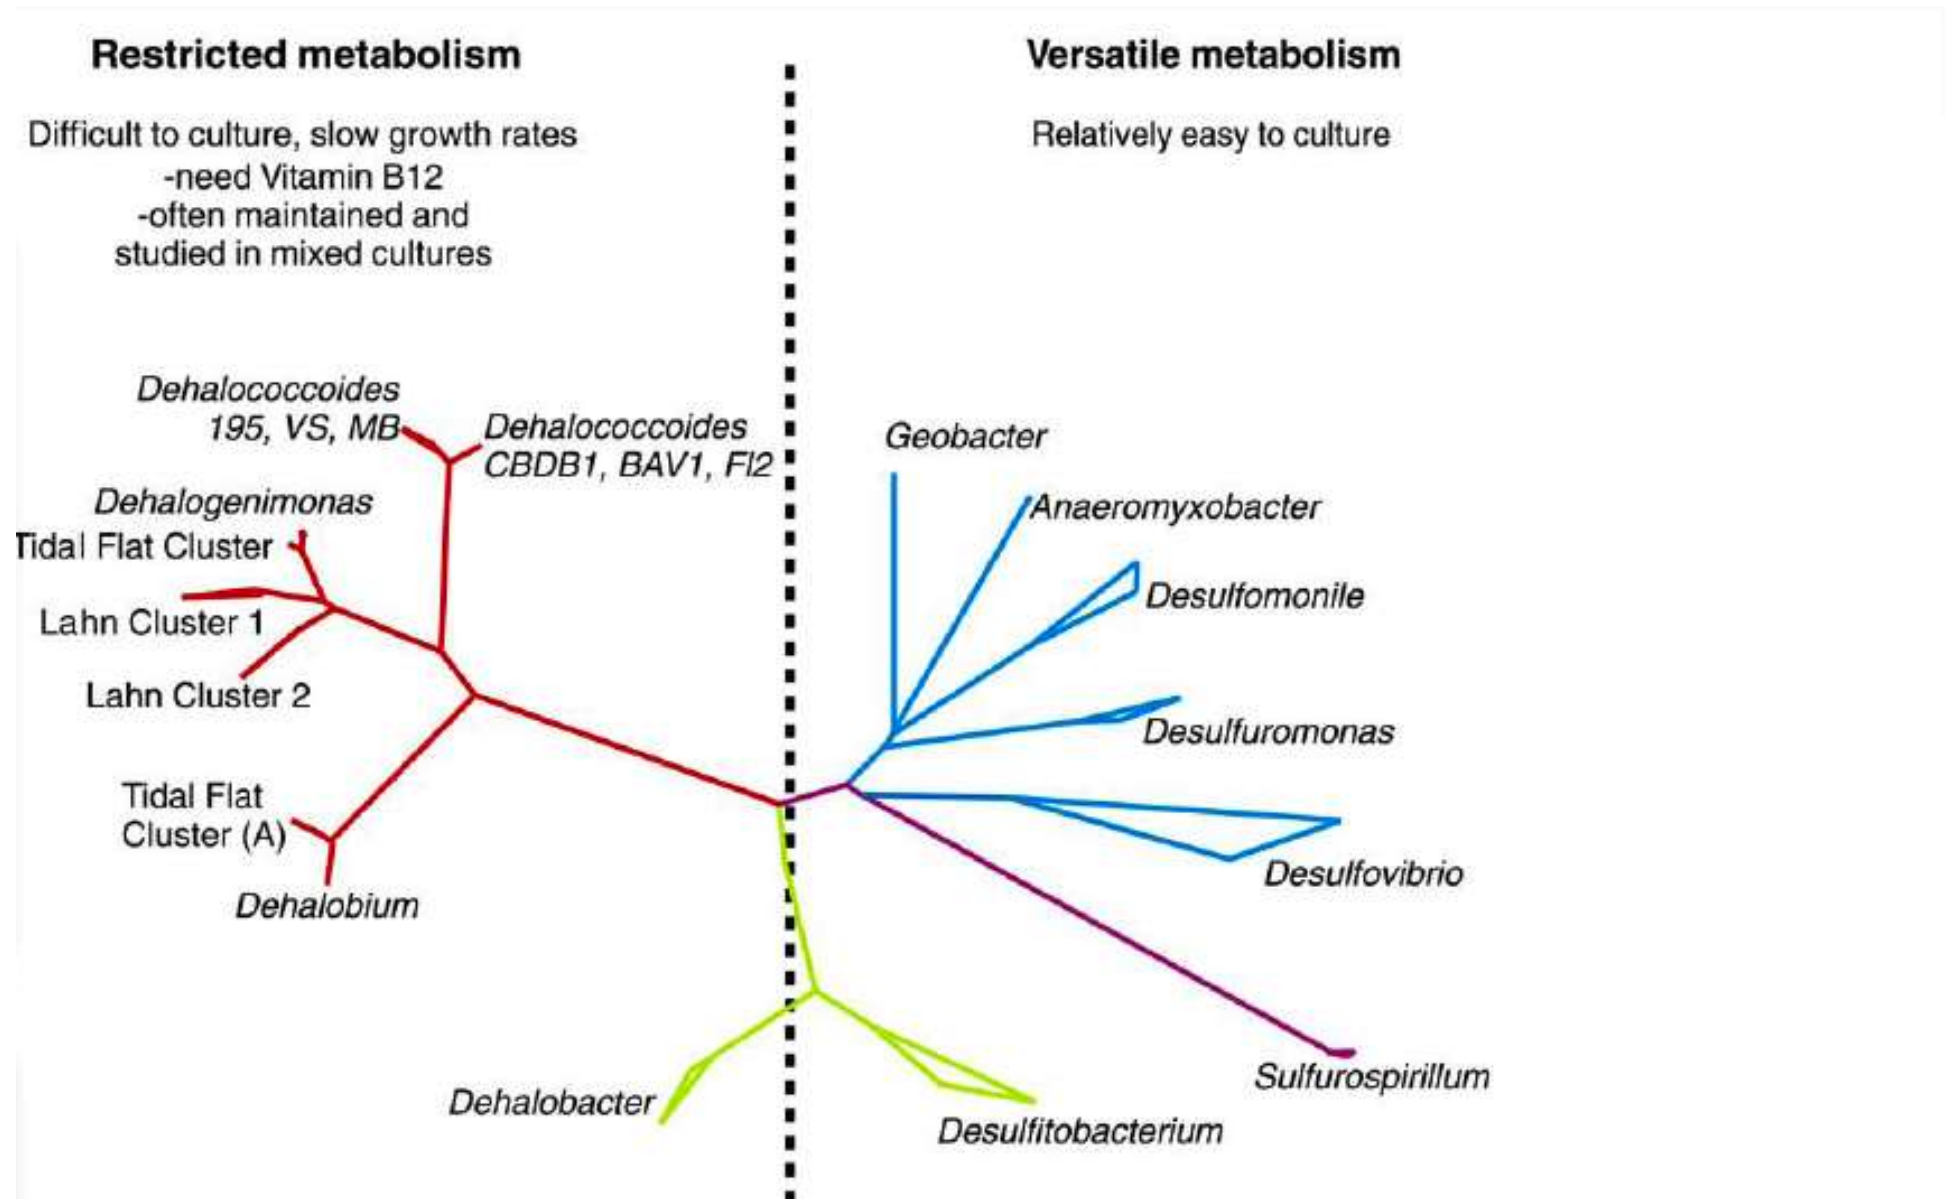 Restricted metabolism
Difficult to culture, slow growth rates
-need Vitamin B12
-often maintained and
studied in mixed cultures
Versatile metabolism
Relatively easy to culture
Dehalococcoides
195, VS, MB
Dehalococcoides
CBDB1, BAV1, Fl2
Dehalogenimonas
Tidal Flat Cluster
Lahn Cluster 1
Lahn Cluster 2
Tidal Flat
Cluster (A)
Dehalobium
Geobacter
Anaeromyxobacter
Desulfomonile
Desulfuromonas
Desulfovibrio
Sulfurospirillum
Dehalobacter
Desulfitobacterium